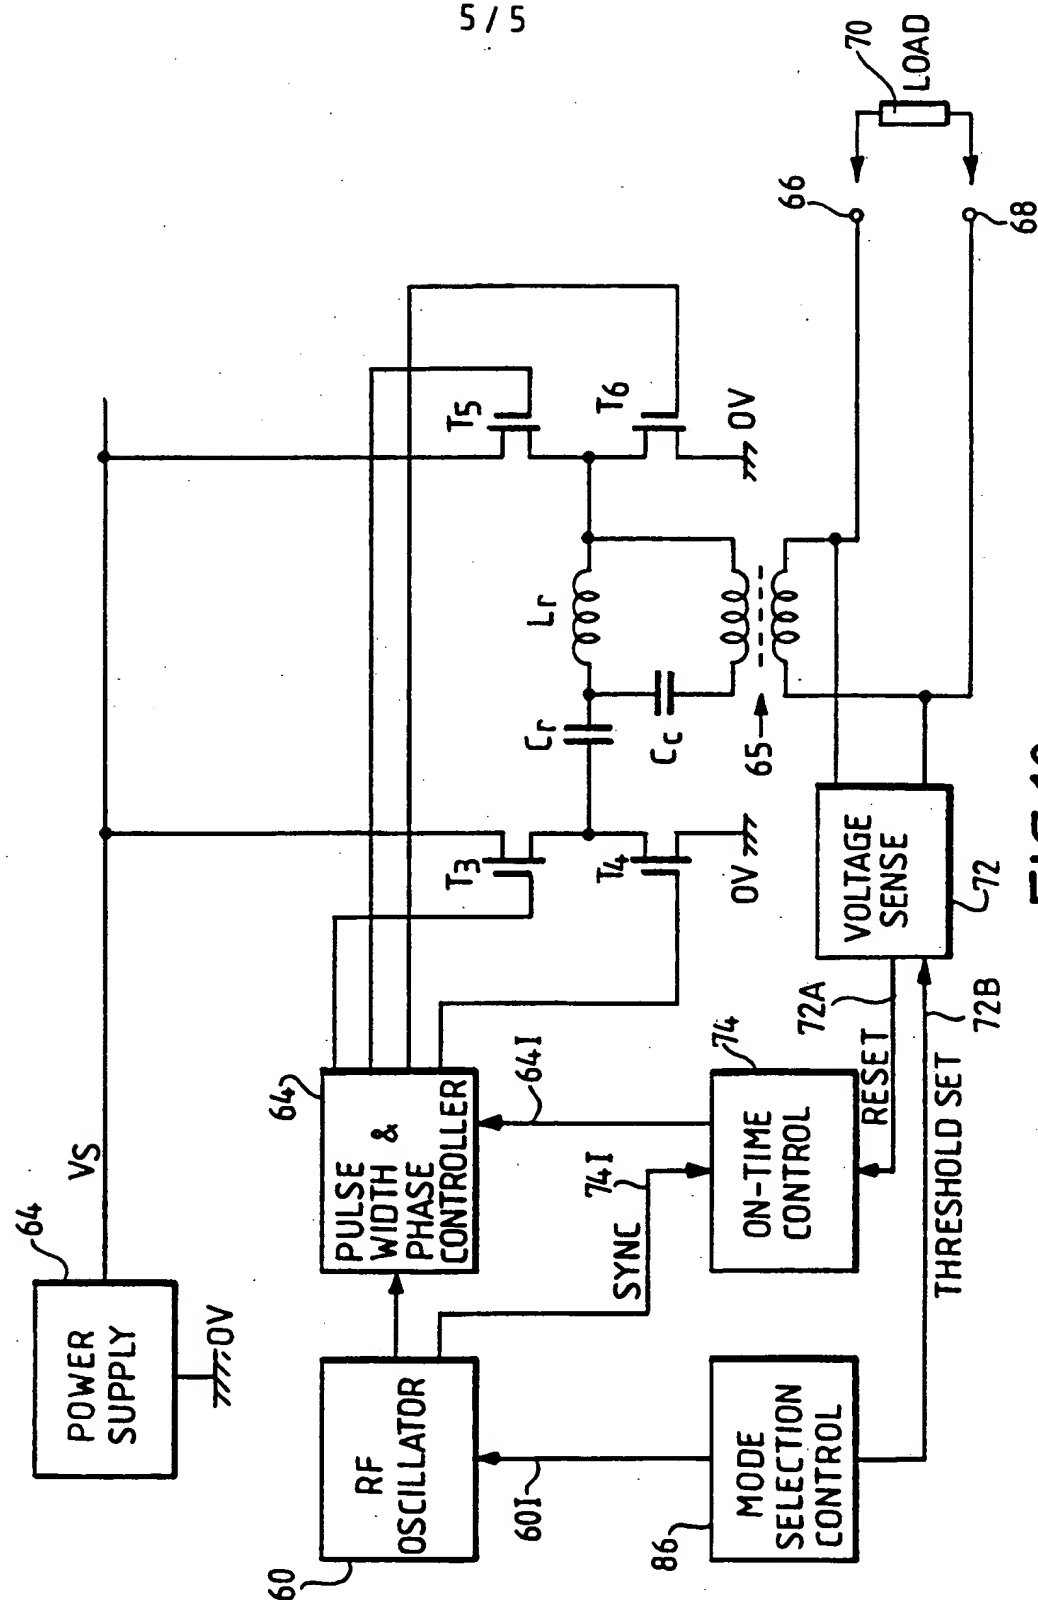 5/5
64
POWER
SUPPLY
VS
0V
60
RF
OSCILLATOR
64
PULSE
WIDTH &
PHASE
CONTROLLER
T3
T4
0V
Cr
Lr
Cc
65
T5
T6
0V
60I
SYNC
74I
64I
86
MODE
SELECTION
CONTROL
74
ON-TIME
CONTROL
RESET
72A
THRESHOLD SET
72B
VOLTAGE
SENSE
72
66
68
70
LOAD